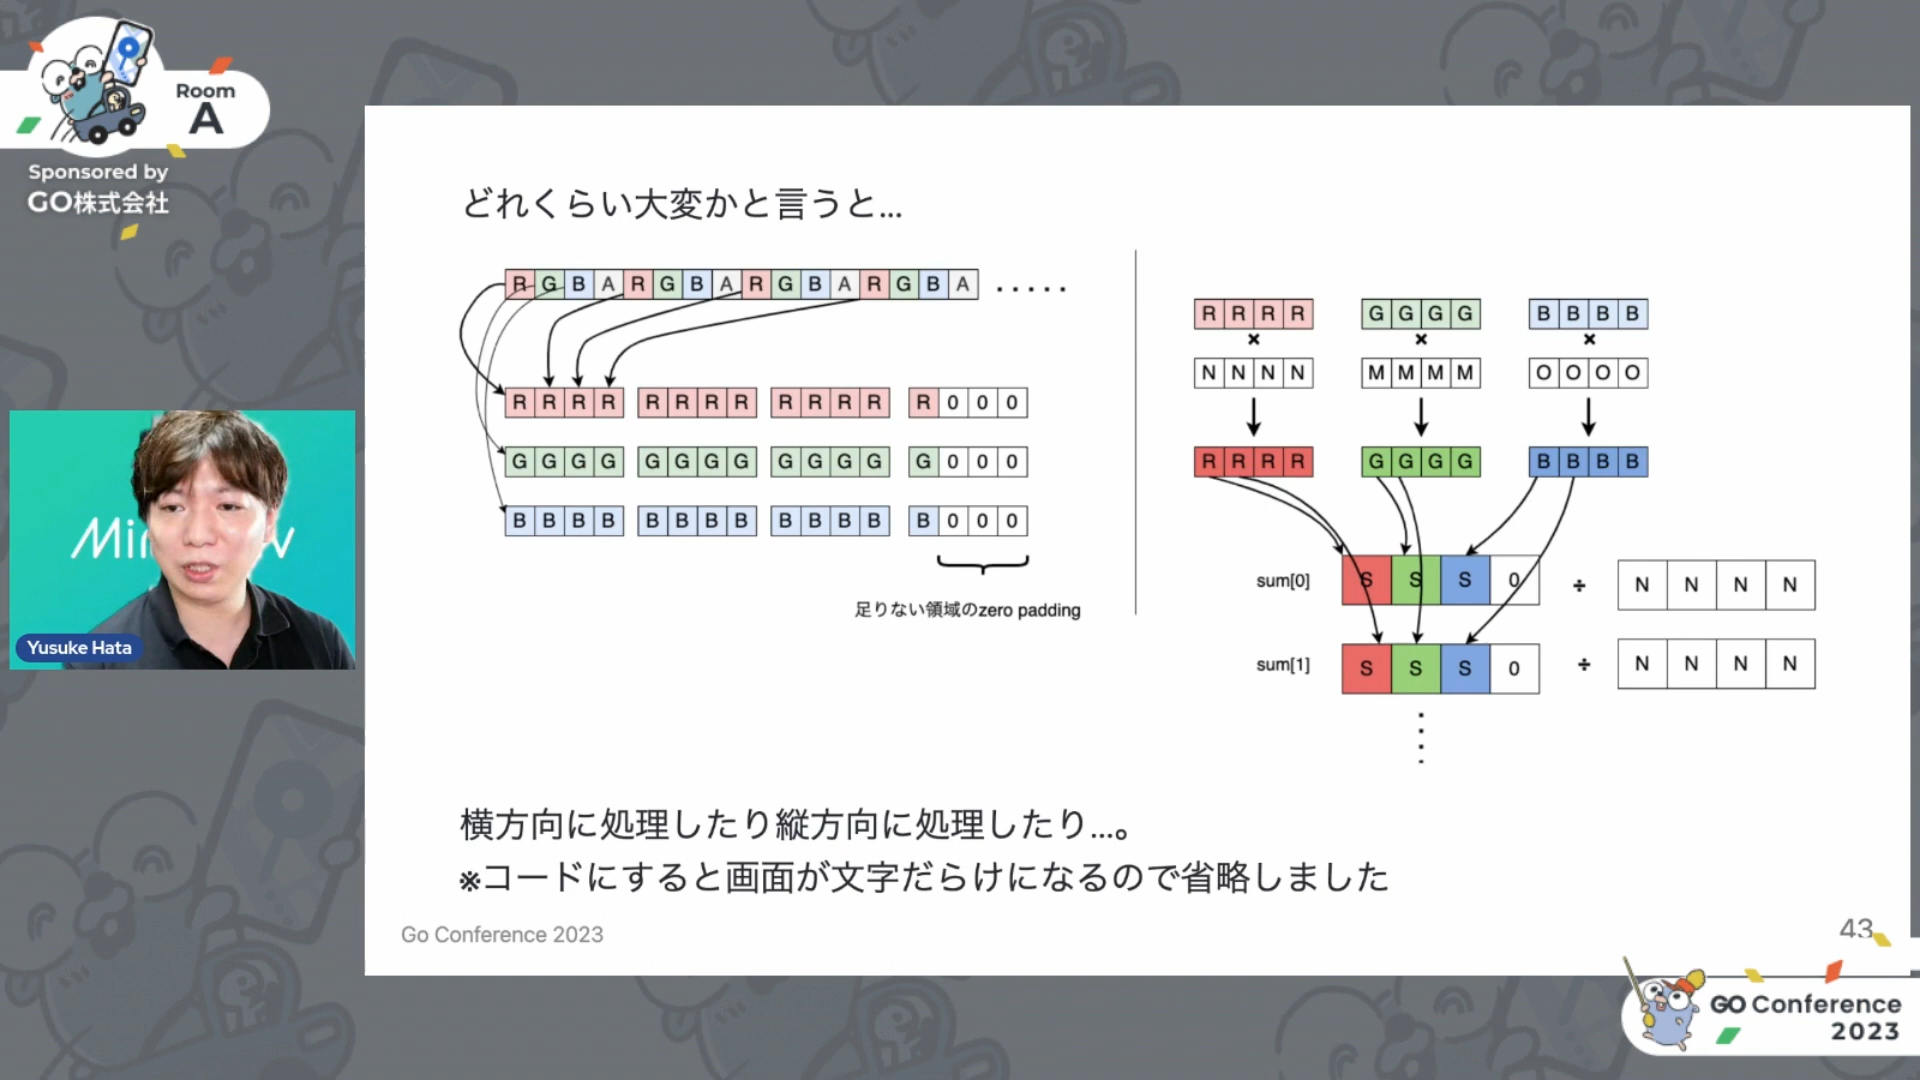 Room
A
Sponsored by
GO株式会社
どれくらい大変かと言うと...
R G B A R G B A R G B A R G B A .....
R R R R R R R R R R R R R 0 0 0
G G G G G G G G G G G G G 0 0 0
B B B B B B B B B B B B B 0 0 0
足りない領域のzero padding
R R R R G G G G B B B B
× × ×
N N N N M M M M O O O O
R R R R G G G G B B B B
sum[0] S S S 0 ÷ N N N N
sum[1] S S S 0 ÷ N N N N
横方向に処理したり縦方向に処理したり...。
※コードにすると画面が文字だらけになるので省略しました
Go Conference 2023
43
Yusuke Hata
GO Conference
2023